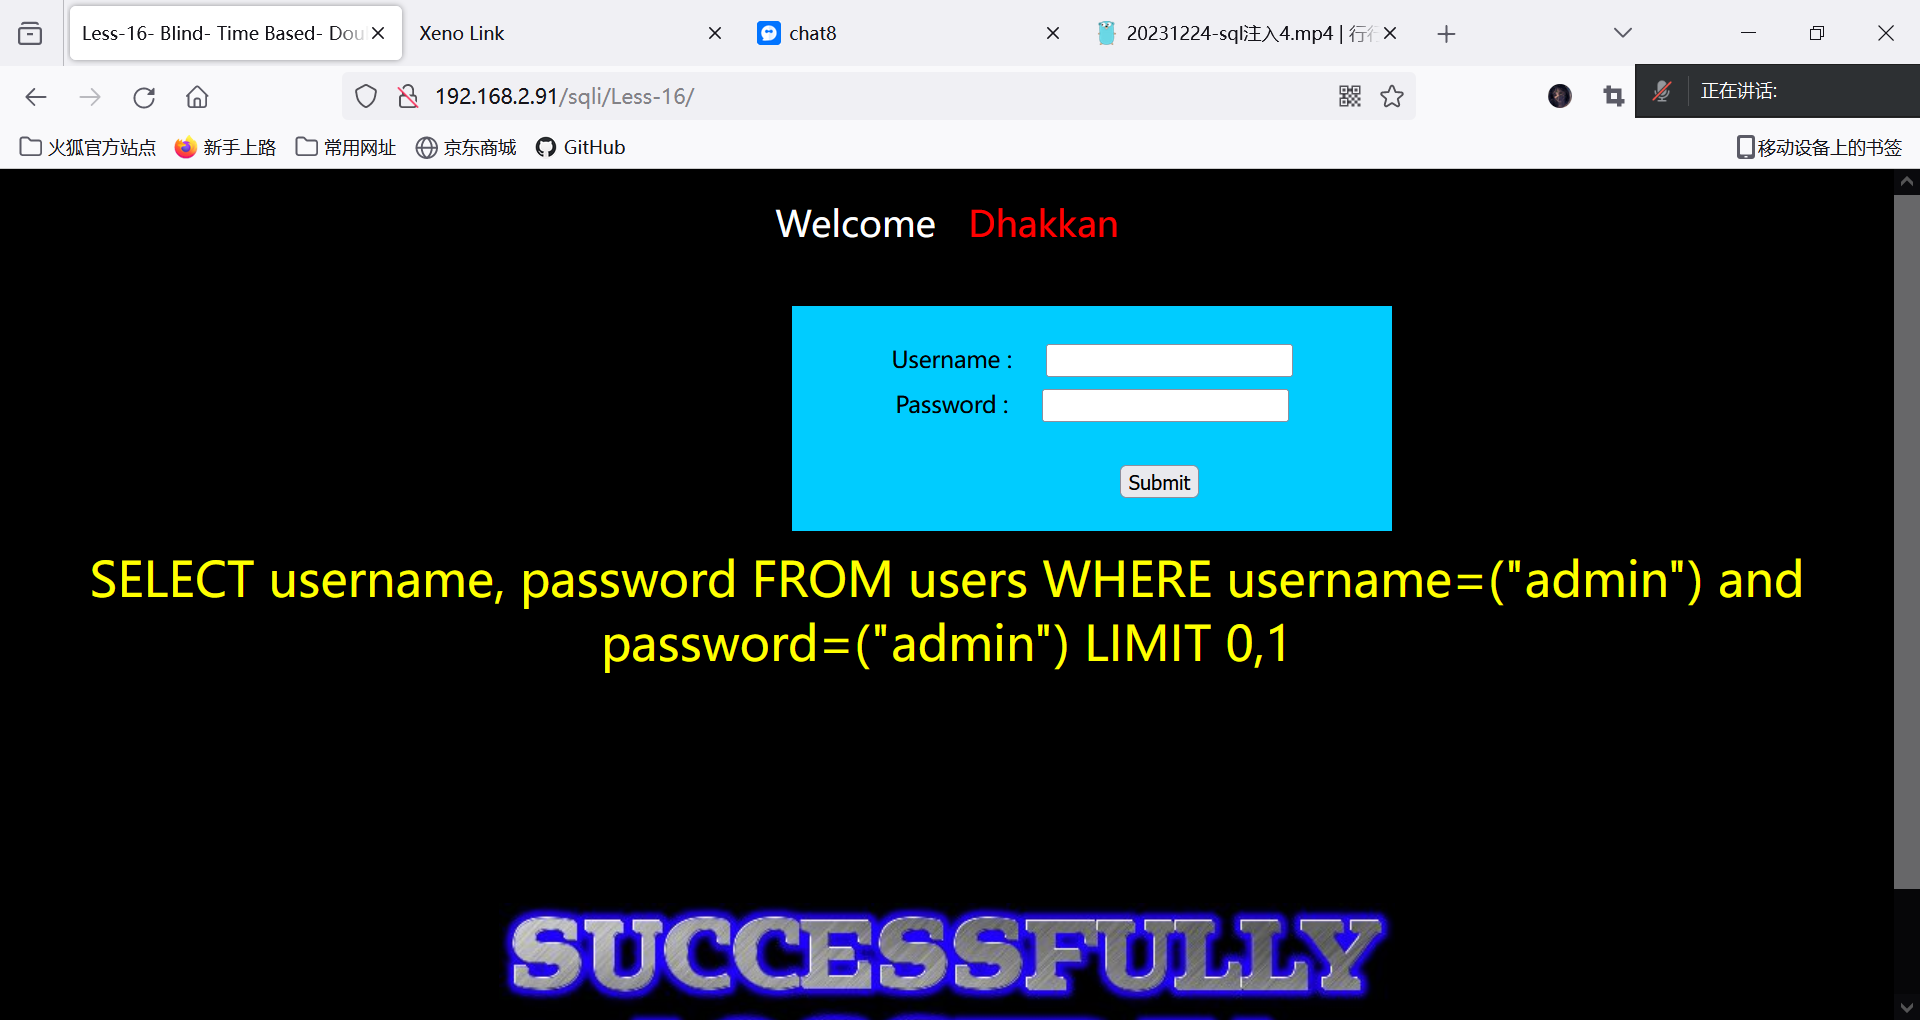 Less-16- Blind- Time Based- Dou
Xeno Link
chat8
20231224-sql注入4.mp4 | 行行
192.168.2.91/sqli/Less-16/
正在讲话:
火狐官方站点
新手上路
常用网址
京东商城
GitHub
移动设备上的书签
Welcome Dhakkan
Username :
Password :
Submit
SELECT username, password FROM users WHERE username=("admin") and
password=("admin") LIMIT 0,1
SUCCESSFULLY